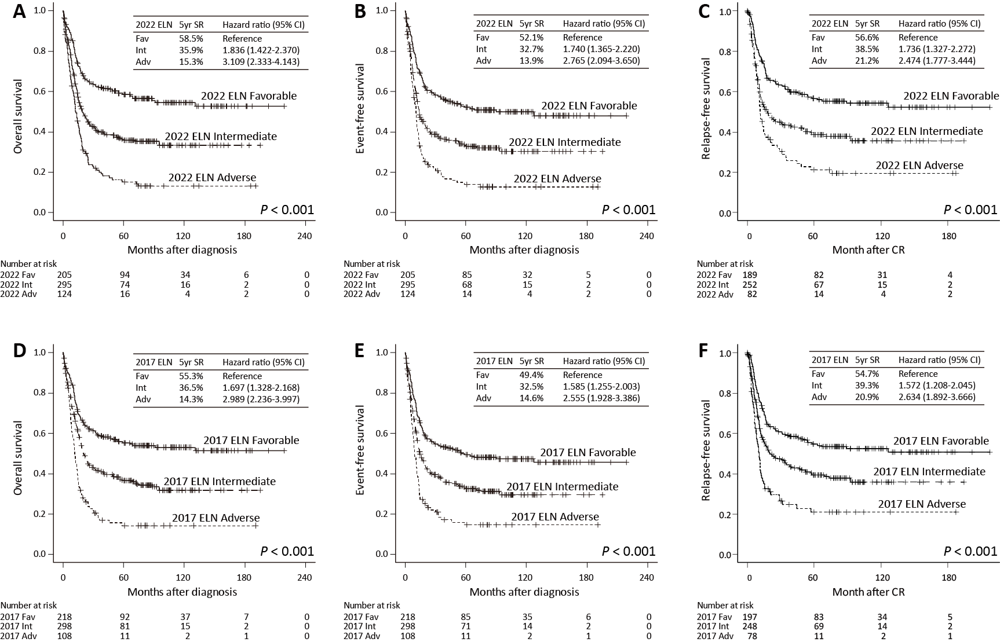 A
1.0
0.8
0.6
0.4
0.2
0.0
Overall survival
2022 ELN 5yr SR Hazard ratio (95% CI)
Fav 58.5% Reference
Int 35.9% 1.836 (1.422-2.370)
Adv 15.3% 3.109 (2.333-4.143)
2022 ELN Favorable
2022 ELN Intermediate
2022 ELN Adverse
P < 0.001
0 60 120 180 240
Months after diagnosis
Number at risk
2022 Fav 205 94 34 6 0
2022 Int 295 74 16 2 0
2022 Adv 124 16 4 2 0
B
1.0
0.8
0.6
0.4
0.2
0.0
Event-free survival
2022 ELN 5yr SR Hazard ratio (95% CI)
Fav 52.1% Reference
Int 32.7% 1.740 (1.365-2.220)
Adv 13.9% 2.765 (2.094-3.650)
2022 ELN Favorable
2022 ELN Intermediate
2022 ELN Adverse
P < 0.001
0 60 120 180 240
Months after diagnosis
Number at risk
2022 Fav 205 85 32 5 0
2022 Int 295 68 15 2 0
2022 Adv 124 14 4 2 0
C
1.0
0.8
0.6
0.4
0.2
0.0
Relapse-free survival
2022 ELN 5yr SR Hazard ratio (95% CI)
Fav 56.6% Reference
Int 38.5% 1.736 (1.327-2.272)
Adv 21.2% 2.474 (1.777-3.444)
2022 ELN Favorable
2022 ELN Intermediate
2022 ELN Adverse
P < 0.001
0 60 120 180
Month after CR
Number at risk
2022 Fav 189 82 31 4
2022 Int 252 67 15 2
2022 Adv 82 14 4 2
D
1.0
0.8
0.6
0.4
0.2
0.0
Overall survival
2017 ELN 5yr SR Hazard ratio (95% CI)
Fav 55.3% Reference
Int 36.5% 1.697 (1.328-2.168)
Adv 14.3% 2.989 (2.236-3.997)
2017 ELN Favorable
2017 ELN Intermediate
2017 ELN Adverse
P < 0.001
0 60 120 180 240
Months after diagnosis
Number at risk
2017 Fav 218 92 37 7 0
2017 Int 298 81 15 2 0
2017 Adv 108 11 2 1 0
E
1.0
0.8
0.6
0.4
0.2
0.0
Event-free survival
2017 ELN 5yr SR Hazard ratio (95% CI)
Fav 49.4% Reference
Int 32.5% 1.585 (1.255-2.003)
Adv 14.6% 2.555 (1.928-3.386)
2017 ELN Favorable
2017 ELN Intermediate
2017 ELN Adverse
P < 0.001
0 60 120 180 240
Months after diagnosis
Number at risk
2017 Fav 218 85 35 6 0
2017 Int 298 71 14 2 0
2017 Adv 108 11 2 1 0
F
1.0
0.8
0.6
0.4
0.2
0.0
Relapse-free survival
2017 ELN 5yr SR Hazard ratio (95% CI)
Fav 54.7% Reference
Int 39.3% 1.572 (1.208-2.045)
Adv 20.9% 2.634 (1.892-3.666)
2017 ELN Favorable
2017 ELN Intermediate
2017 ELN Adverse
P < 0.001
0 60 120 180
Month after CR
Number at risk
2017 Fav 197 83 34 5
2017 Int 248 69 14 2
2017 Adv 78 11 2 1